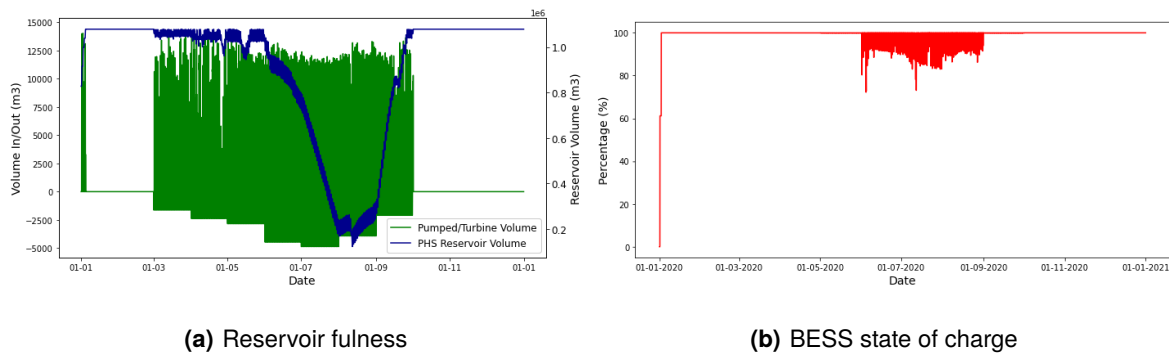 1e6
15000
12500
10000
7500
5000
2500
0
−2500
−5000
Volume In/Out (m3)
1.0
0.8
0.6
0.4
0.2
Reservoir Volume (m3)
Pumped/Turbine Volume
PHS Reservoir Volume
01-01 01-03 01-05 01-07 01-09 01-11 01-01
Date
100
80
60
40
20
0
Percentage (%)
01-01-2020 01-03-2020 01-05-2020 01-07-2020 01-09-2020 01-11-2020 01-01-2021
Date
(a) Reservoir fulness
(b) BESS state of charge